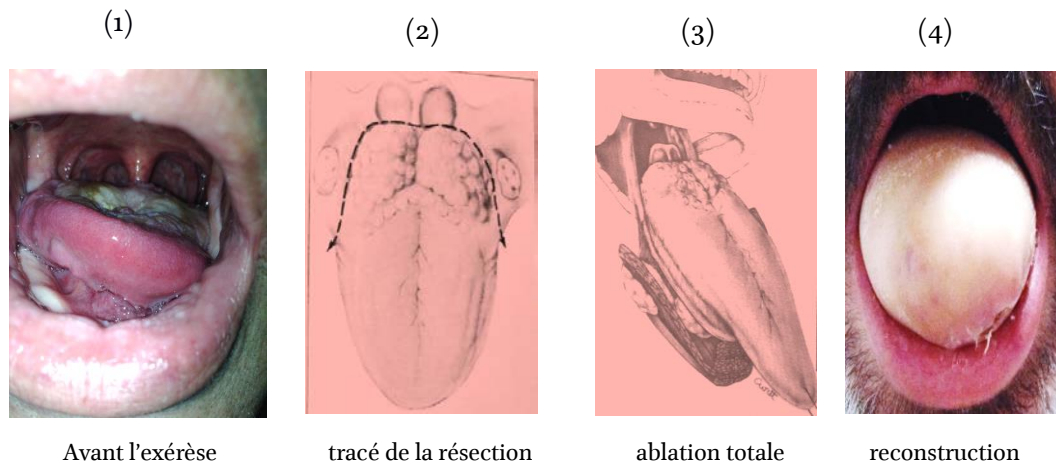 (1) (2) (3) (4)
Avant l'exérèse tracé de la résection ablation totale reconstruction